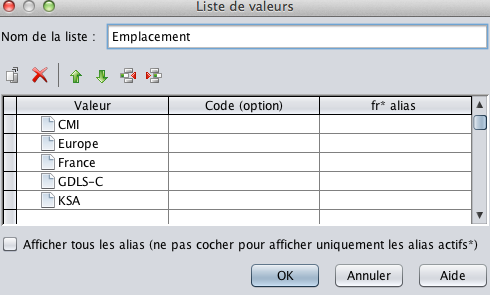 Liste de valeurs
Nom de la liste : Emplacement
Valeur Code (option) fr* alias
CMI
Europe
France
GDLS-C
KSA
Afficher tous les alias (ne pas cocher pour afficher uniquement les alias actifs*)
OK Annuler Aide